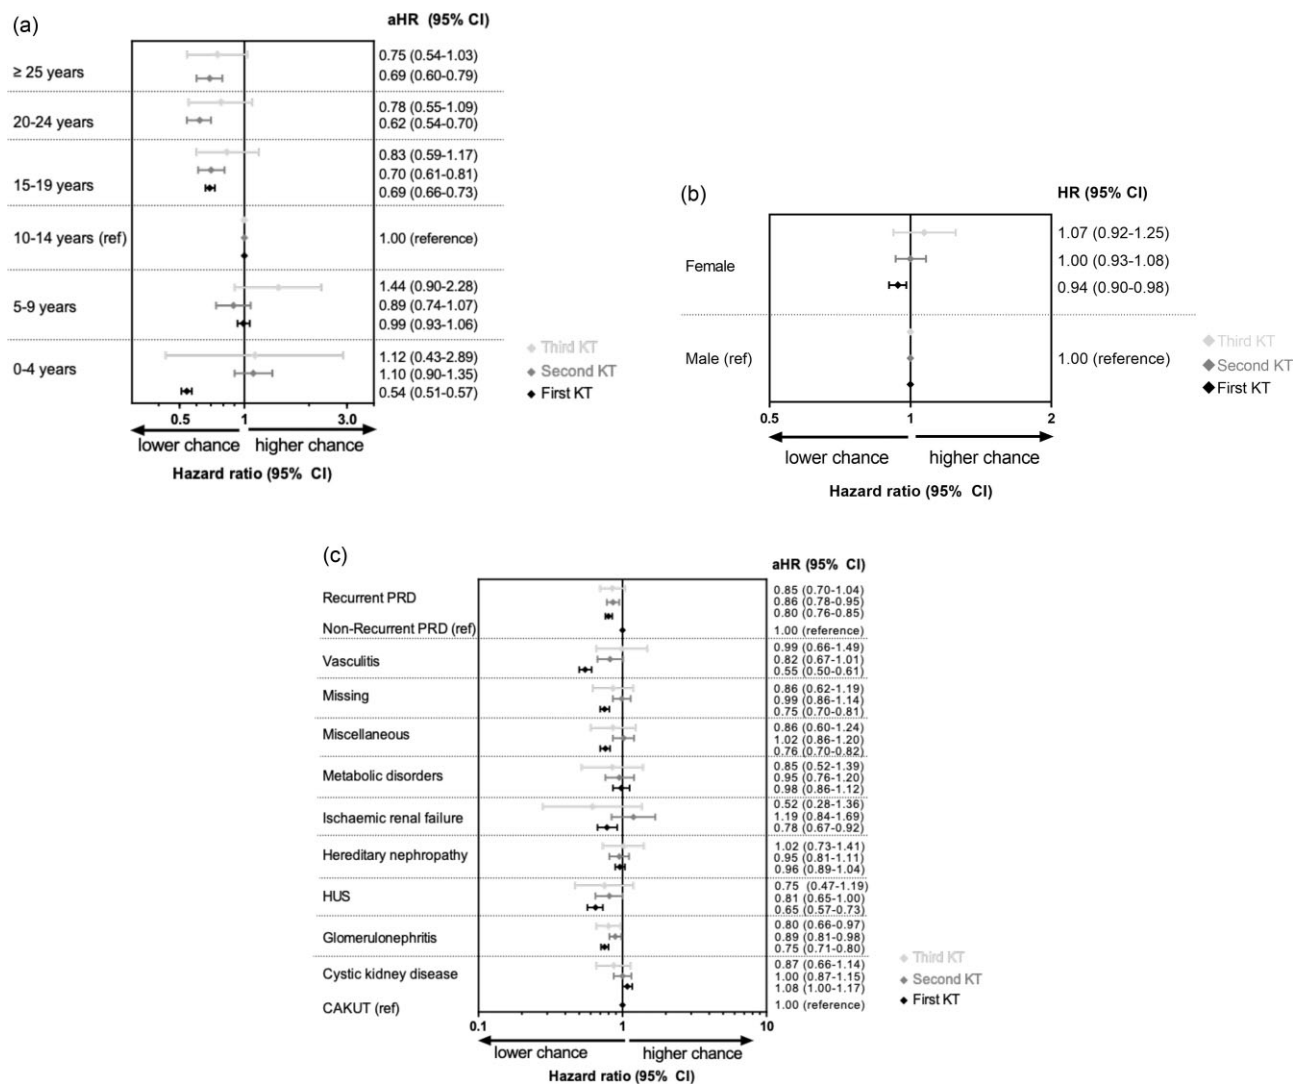 (a)
aHR (95% CI)
≥ 25 years
0.75 (0.54-1.03)
0.69 (0.60-0.79)
20-24 years
0.78 (0.55-1.09)
0.62 (0.54-0.70)
15-19 years
0.83 (0.59-1.17)
0.70 (0.61-0.81)
0.69 (0.66-0.73)
10-14 years (ref)
1.00 (reference)
5-9 years
1.44 (0.90-2.28)
0.89 (0.74-1.07)
0.99 (0.93-1.06)
0-4 years
1.12 (0.43-2.89)
1.10 (0.90-1.35)
0.54 (0.51-0.57)
Third KT
Second KT
First KT
0.5 1 3.0
lower chance higher chance
Hazard ratio (95% CI)
(b)
HR (95% CI)
Female
1.07 (0.92-1.25)
1.00 (0.93-1.08)
0.94 (0.90-0.98)
Male (ref)
1.00 (reference)
Third KT
Second KT
First KT
0.5 1 2
lower chance higher chance
Hazard ratio (95% CI)
(c)
aHR (95% CI)
Recurrent PRD
0.85 (0.70-1.04)
0.86 (0.78-0.95)
0.80 (0.76-0.85)
Non-Recurrent PRD (ref)
1.00 (reference)
Vasculitis
0.99 (0.66-1.49)
0.82 (0.67-1.01)
0.55 (0.50-0.61)
Missing
0.86 (0.62-1.19)
0.99 (0.86-1.14)
0.75 (0.70-0.81)
Miscellaneous
0.86 (0.60-1.24)
1.02 (0.86-1.20)
0.76 (0.70-0.82)
Metabolic disorders
0.85 (0.52-1.39)
0.95 (0.76-1.20)
0.98 (0.86-1.12)
Ischaemic renal failure
0.52 (0.28-1.36)
1.19 (0.84-1.69)
0.78 (0.67-0.92)
Hereditary nephropathy
1.02 (0.73-1.41)
0.95 (0.81-1.11)
0.96 (0.89-1.04)
HUS
0.75 (0.47-1.19)
0.81 (0.65-1.00)
0.65 (0.57-0.73)
Glomerulonephritis
0.80 (0.66-0.97)
0.89 (0.81-0.98)
0.75 (0.71-0.80)
Cystic kidney disease
0.87 (0.66-1.14)
1.00 (0.87-1.15)
1.08 (1.00-1.17)
CAKUT (ref)
1.00 (reference)
Third KT
Second KT
First KT
0.1 1 10
lower chance higher chance
Hazard ratio (95% CI)